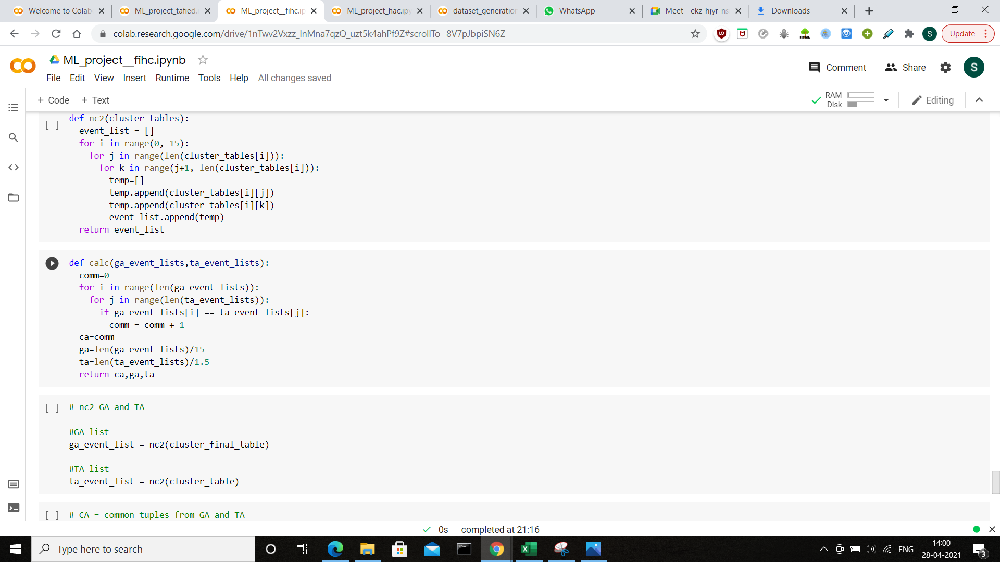 Welcome to Colab
ML_project_tafied.i
ML_project__fihc.ip
ML_project_hac.ipy
dataset_generation
WhatsApp
Meet - ekz-hjyr-ns
Downloads
colab.research.google.com/drive/1nTwv2Vxzz_lnMna7qzQ_uzt5k4ahPf9Z#scrollTo=8V7pJbpiSN6Z
HTML
S
Update
ML_project__fihc.ipynb
Comment
Share
S
File Edit View Insert Runtime Tools Help All changes saved
+ Code + Text
RAM
Disk
Editing
[ ]
def nc2(cluster_tables):
event_list = []
for i in range(0, 15):
for j in range(len(cluster_tables[i])):
for k in range(j+1, len(cluster_tables[i])):
temp=[]
temp.append(cluster_tables[i][j])
temp.append(cluster_tables[i][k])
event_list.append(temp)
return event_list
def calc(ga_event_lists,ta_event_lists):
comm=0
for i in range(len(ga_event_lists)):
for j in range(len(ta_event_lists)):
if ga_event_lists[i] == ta_event_lists[j]:
comm = comm + 1
ca=comm
ga=len(ga_event_lists)/15
ta=len(ta_event_lists)/1.5
return ca,ga,ta
[ ] # nc2 GA and TA
#GA list
ga_event_list = nc2(cluster_final_table)
#TA list
ta_event_list = nc2(cluster_table)
[ ] # CA = common tuples from GA and TA
0s completed at 21:16
Type here to search
ENG
14:00
28-04-2021
3